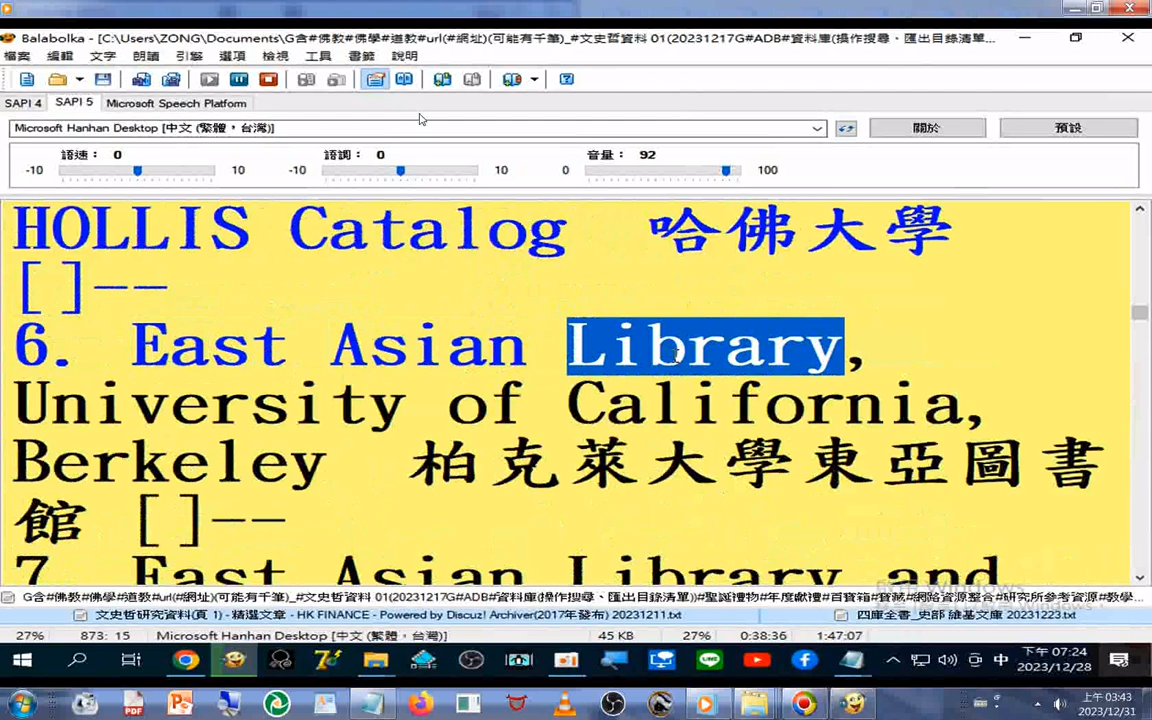 Balabolka - [C:\Users\ZONG\Documents\G含#佛教#佛學#道教#url(#網址)(可能有千筆)_#文史哲資料 01(20231217G#ADB#資料庫(操作搜尋、匯出目錄清單...
檔案 編輯 文字 朗讀 引擎 選項 檢視 工具 書籤 說明
SAPI 4 SAPI 5 Microsoft Speech Platform
Microsoft Hanhan Desktop [中文 (繁體，台灣)] 關於 預設
語速： 0 語調： 0 音量： 92
-10 10 -10 10 0 100
HOLLIS Catalog 哈佛大學
[ ]--
6. East Asian Library,
University of California,
Berkeley 柏克萊大學東亞圖書
館 [ ]--
7. East Asian Library and
G含#佛教#佛學#道教#url(#網址)(可能有千筆)_#文史哲資料 01(20231217G#ADB#資料庫(操作搜尋、匯出目錄清單))#聖誕禮物#年度獻禮#百寶箱#寶藏#網路資源整合#研究所參考資源#教學...
文史哲研究資料(頁 1) - 精選文章 - HK FINANCE - Powered by Discuz! Archiver(2017年發布) 20231211.txt 四庫全書_史部 維基文庫 20231223.txt
27% 873: 15 Microsoft Hanhan Desktop [中文 (繁體，台灣)] 45 KB 27% 0:38:36 1:47:07
中 下午 07:24
2023/12/28
上午 03:43
2023/12/31